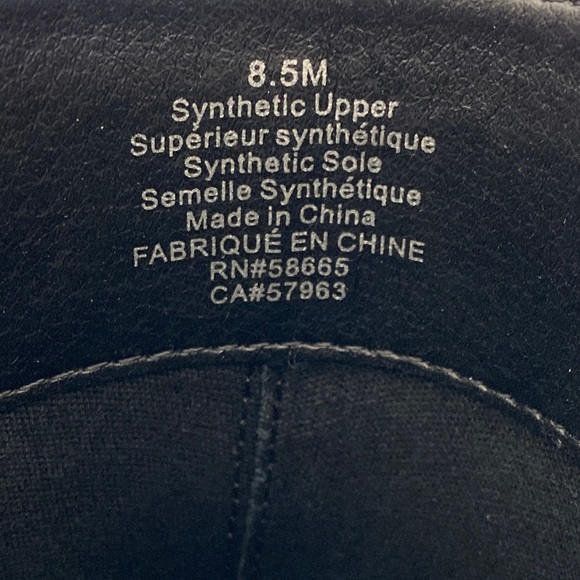 8.5M
Synthetic Upper
Supérieur synthétique
Synthetic Sole
Semelle Synthétique
Made in China
FABRIQUÉ EN CHINE
RN#58665
CA#57963